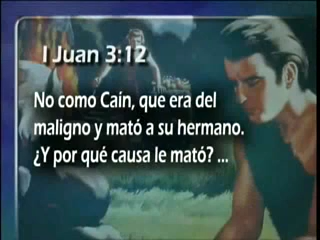 I Juan 3:12
No como Caín, que era del
maligno y mató a su hermano.
¿Y por qué causa le mató? ...